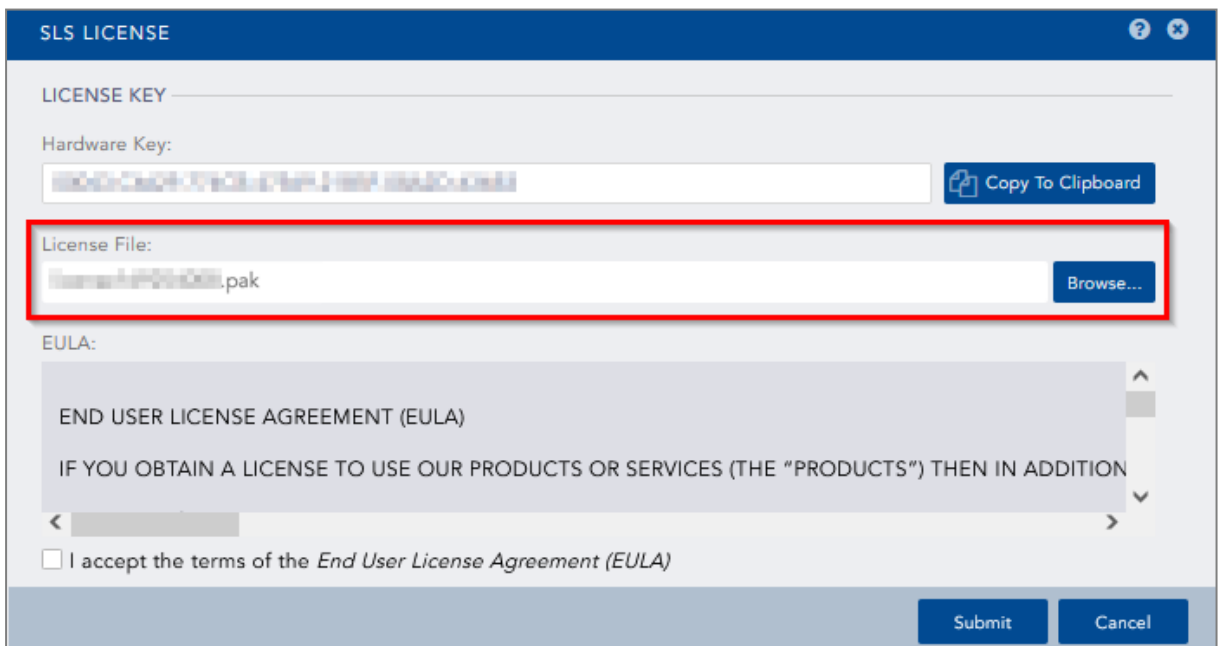 SLS LICENSE
LICENSE KEY
Hardware Key:
Copy To Clipboard
License File:
.pak
Browse...
EULA:
END USER LICENSE AGREEMENT (EULA)
IF YOU OBTAIN A LICENSE TO USE OUR PRODUCTS OR SERVICES (THE “PRODUCTS”) THEN IN ADDITION
I accept the terms of the End User License Agreement (EULA)
Submit
Cancel